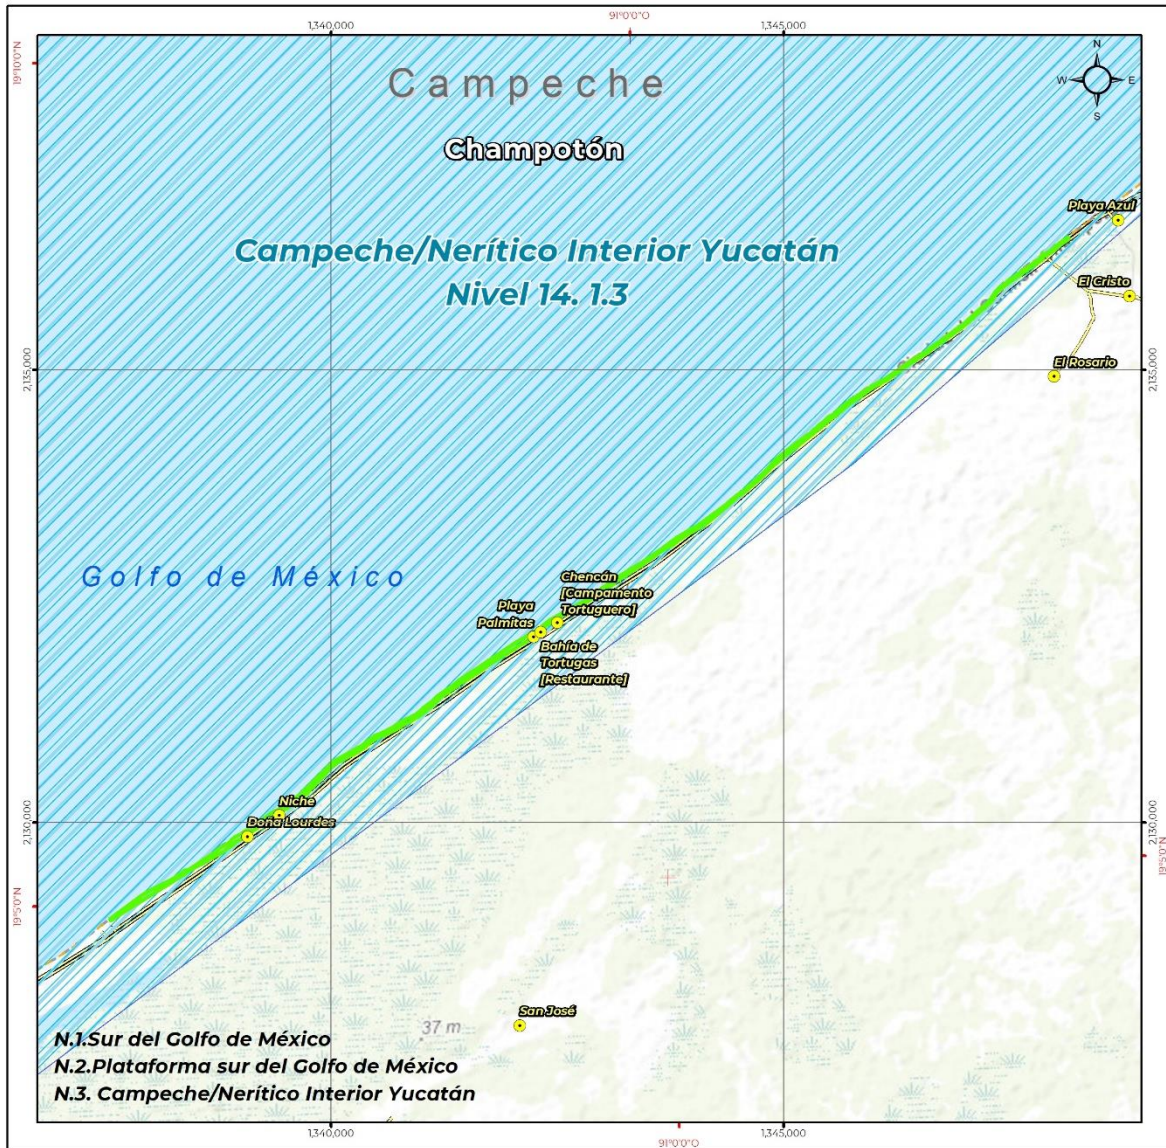 91°0'0"O
1,340,000
1,345,000
19°10'0"N
N
W
E
S
Campeche
Champotón
Playa Azul
Campeche/Nerítico Interior Yucatán
Nivel 14. 1.3
El Cristo
El Rosario
2,135,000
2,135,000
Golfo de México
Chencán
[Campamento
Tortuguero]
Playa
Palmitas
Bahía de
Tortugas
[Restaurante]
Niche
Doña Lourdes
2,130,000
2,130,000
19°5'0"N
19°5'0"N
San José
37 m
N.1.Sur del Golfo de México
N.2.Plataforma sur del Golfo de México
N.3. Campeche/Nerítico Interior Yucatán
1,340,000
1,345,000
91°0'0"O